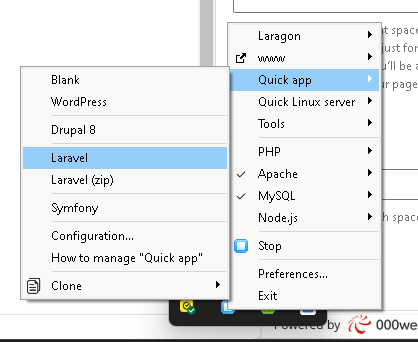 Laragon
www
Quick app
Quick Linux server
Tools
PHP
Apache
MySQL
Node.js
Stop
Preferences...
Exit
Blank
WordPress
Drupal 8
Laravel
Laravel (zip)
Symfony
Configuration...
How to manage "Quick app"
Clone
t space
just for
u'll be a
ur page
h space
Powered by 000we